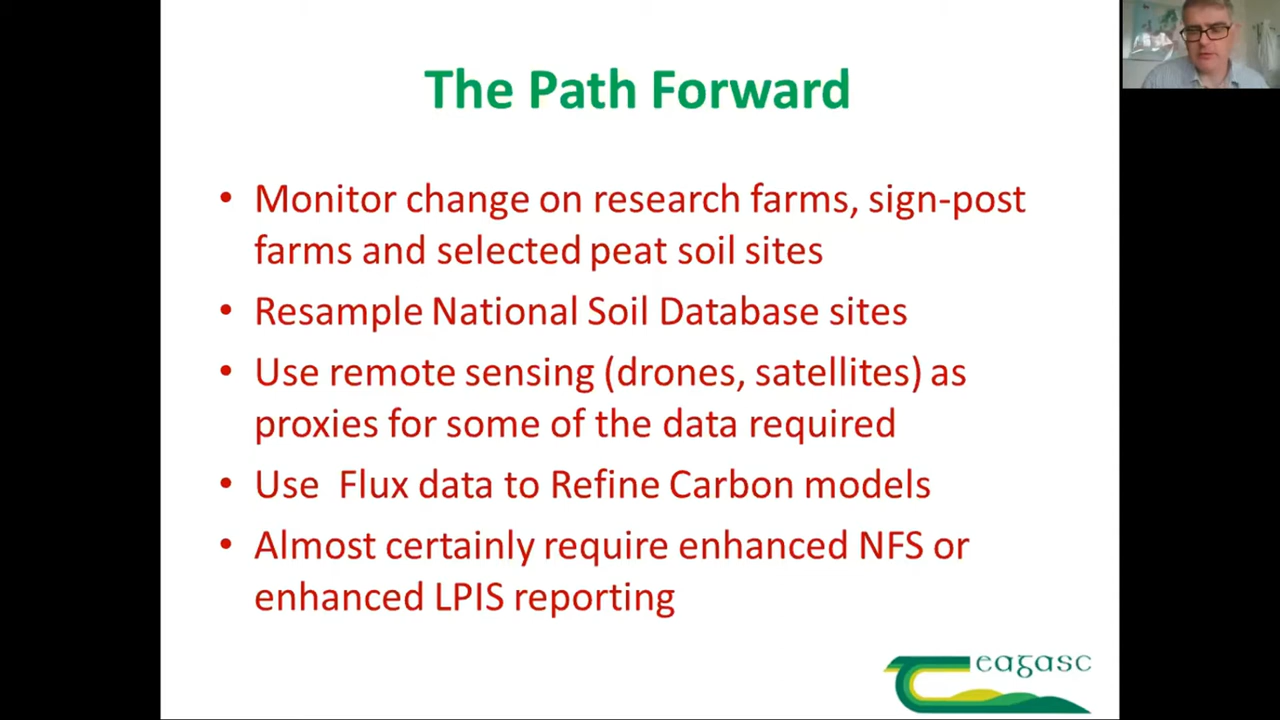 The Path Forward
• Monitor change on research farms, sign-post
farms and selected peat soil sites
• Resample National Soil Database sites
• Use remote sensing (drones, satellites) as
proxies for some of the data required
• Use  Flux data to Refine Carbon models
• Almost certainly require enhanced NFS or
enhanced LPIS reporting
teagasc